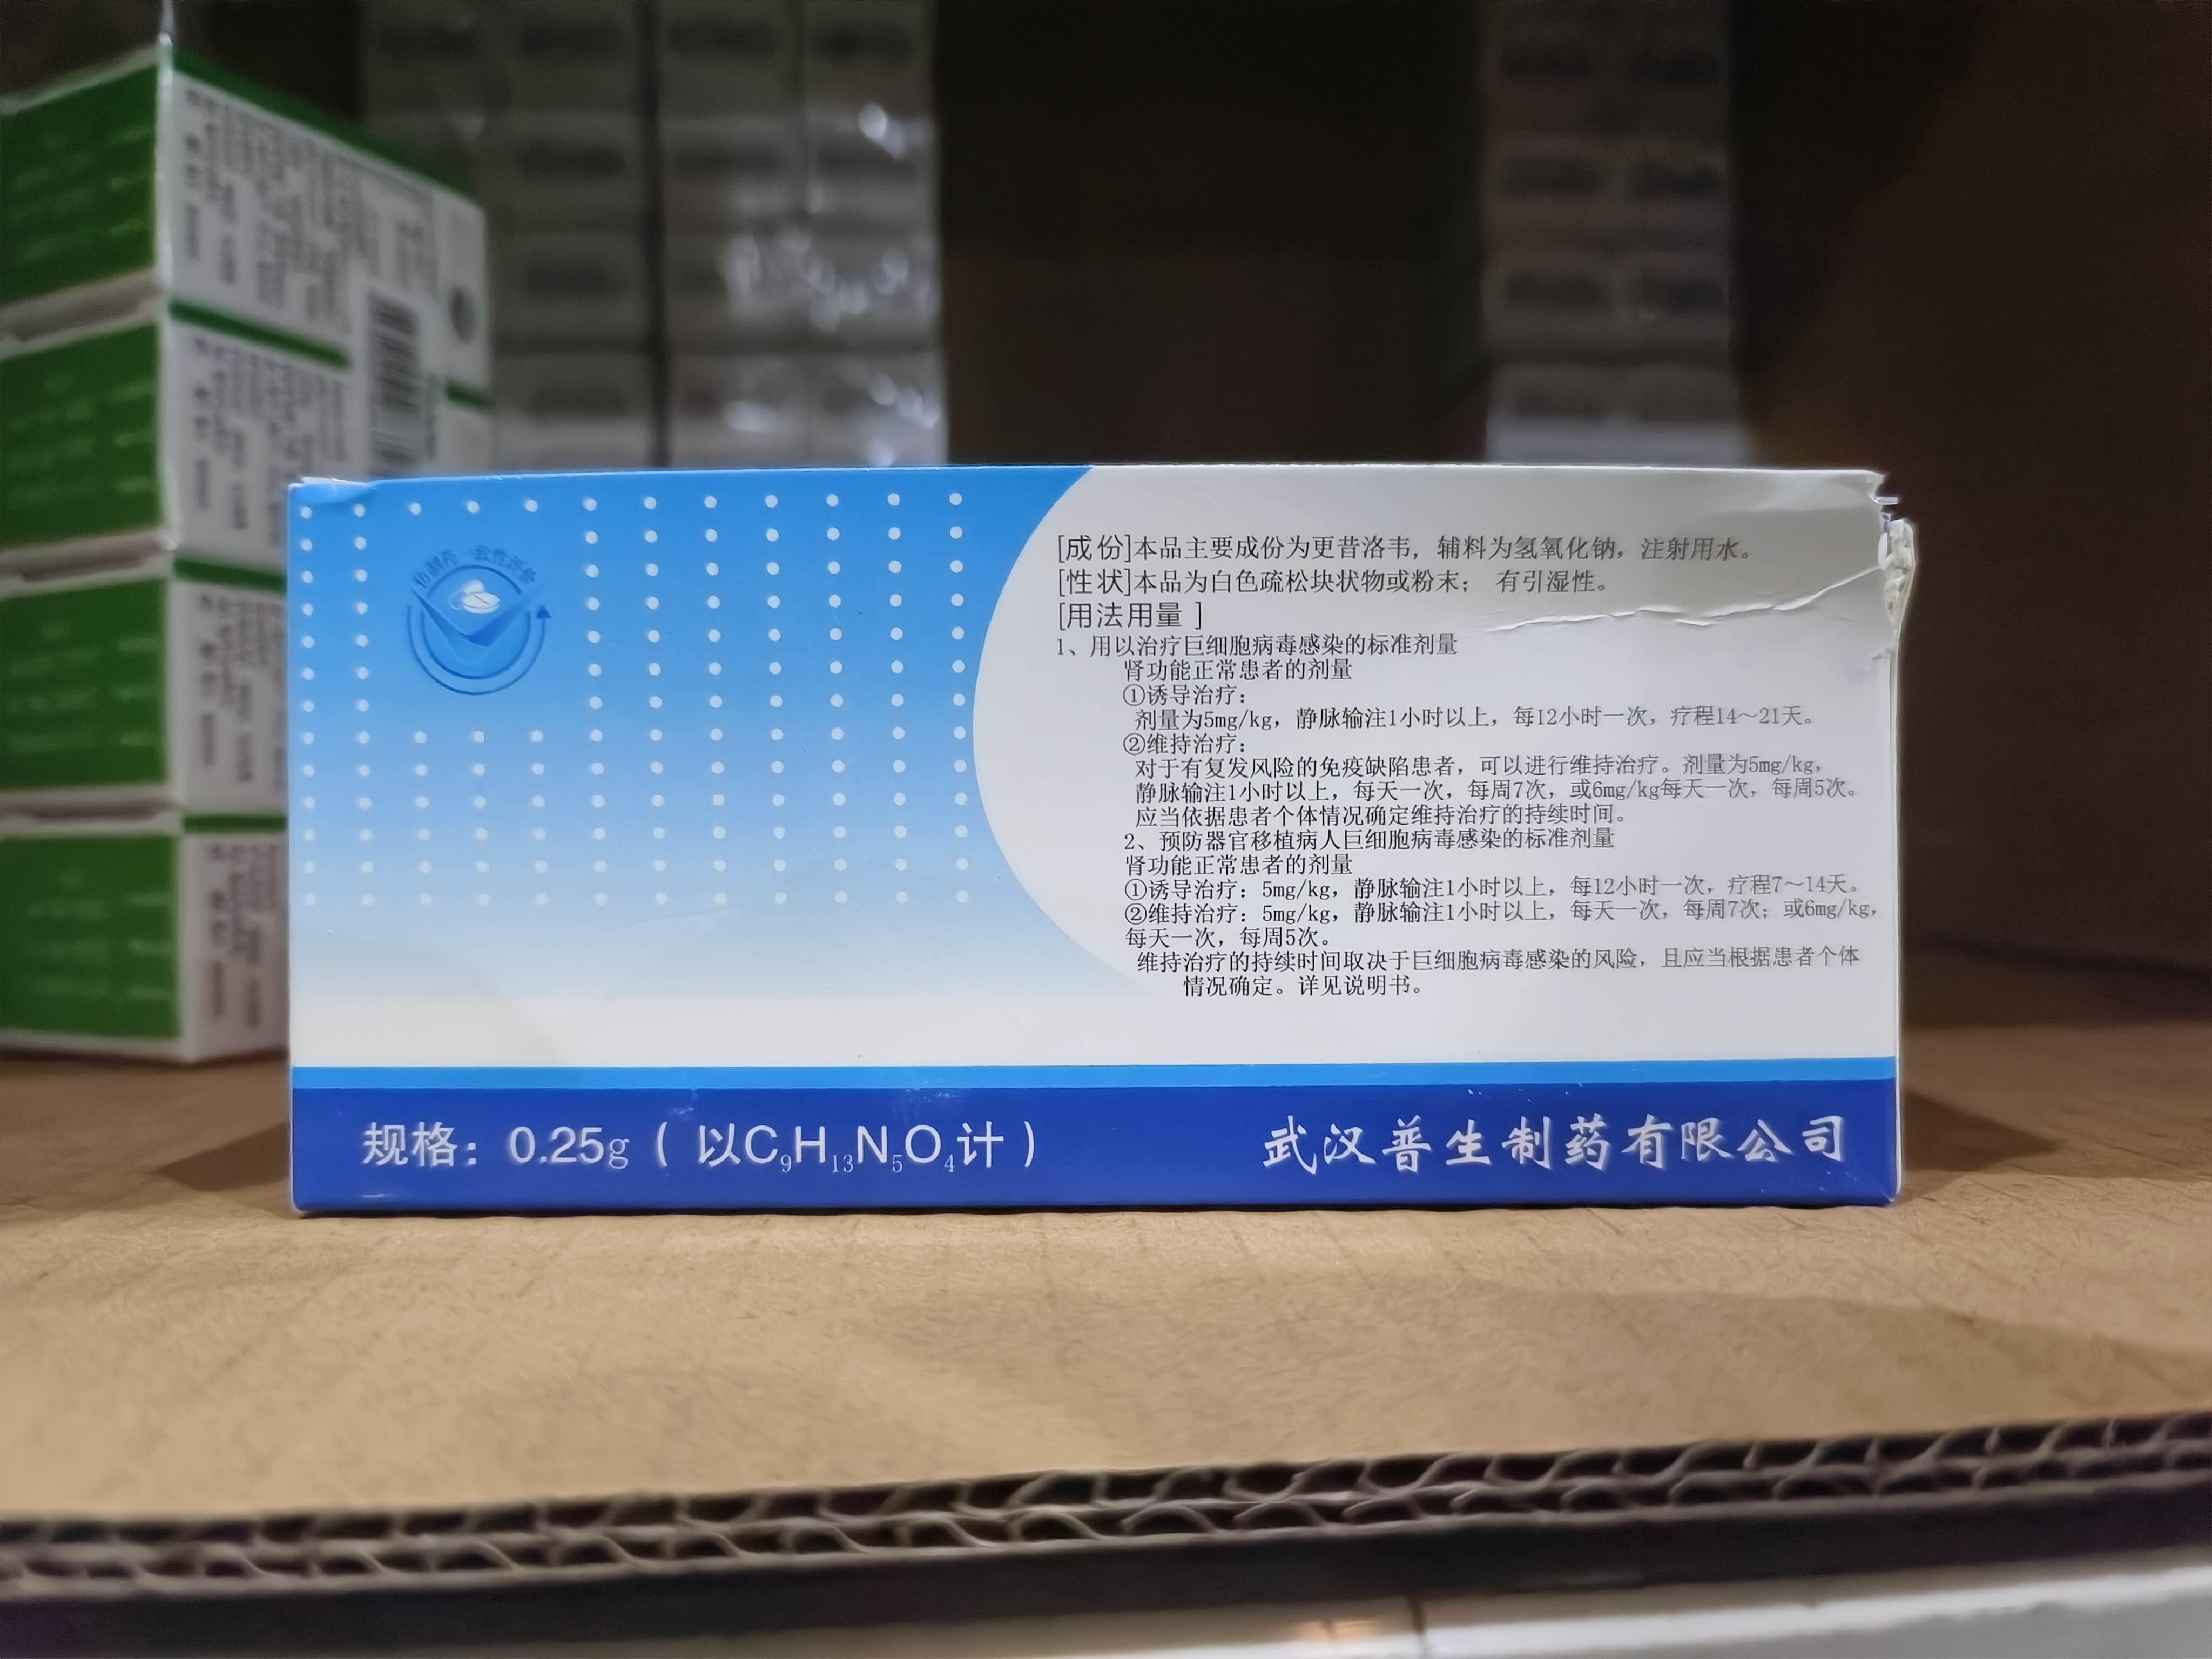 仿制药一致性评价
[成份]本品主要成份为更昔洛韦，辅料为氢氧化钠，注射用水。
[性状]本品为白色疏松块状物或粉末； 有引湿性。
[用法用量 ]
1、用以治疗巨细胞病毒感染的标准剂量
肾功能正常患者的剂量
①诱导治疗：
剂量为5mg/kg，静脉输注1小时以上，每12小时一次，疗程14～21天。
②维持治疗：
对于有复发风险的免疫缺陷患者，可以进行维持治疗。剂量为5mg/kg，
静脉输注1小时以上，每天一次，每周7次，或6mg/kg每天一次，每周5次。
应当依据患者个体情况确定维持治疗的持续时间。
2、预防器官移植病人巨细胞病毒感染的标准剂量
肾功能正常患者的剂量
①诱导治疗：5mg/kg，静脉输注1小时以上，每12小时一次，疗程7～14天。
②维持治疗：5mg/kg，静脉输注1小时以上，每天一次，每周7次；或6mg/kg，
每天一次，每周5次。
维持治疗的持续时间取决于巨细胞病毒感染的风险，且应当根据患者个体
情况确定。详见说明书。
规格：0.25g（以C₉H₁₃N₅O₄计）
武汉普生制药有限公司